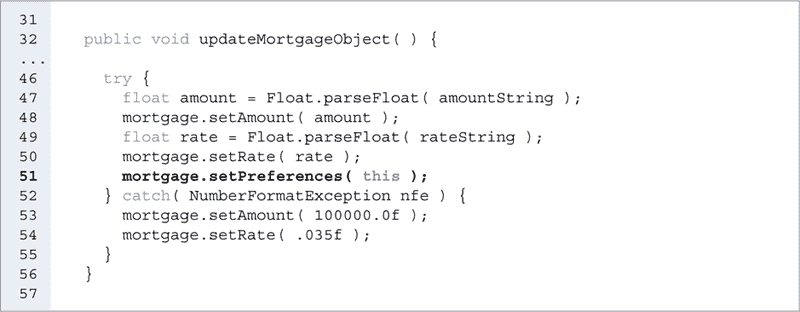 31
32 public void updateMortgageObject( ) {
...
46 try {
47 float amount = Float.parseFloat( amountString );
48 mortgage.setAmount( amount );
49 float rate = Float.parseFloat( rateString );
50 mortgage.setRate( rate );
51 mortgage.setPreferences( this );
52 } catch( NumberFormatException nfe ) {
53 mortgage.setAmount( 100000.0f );
54 mortgage.setRate( .035f );
55 }
56 }
57